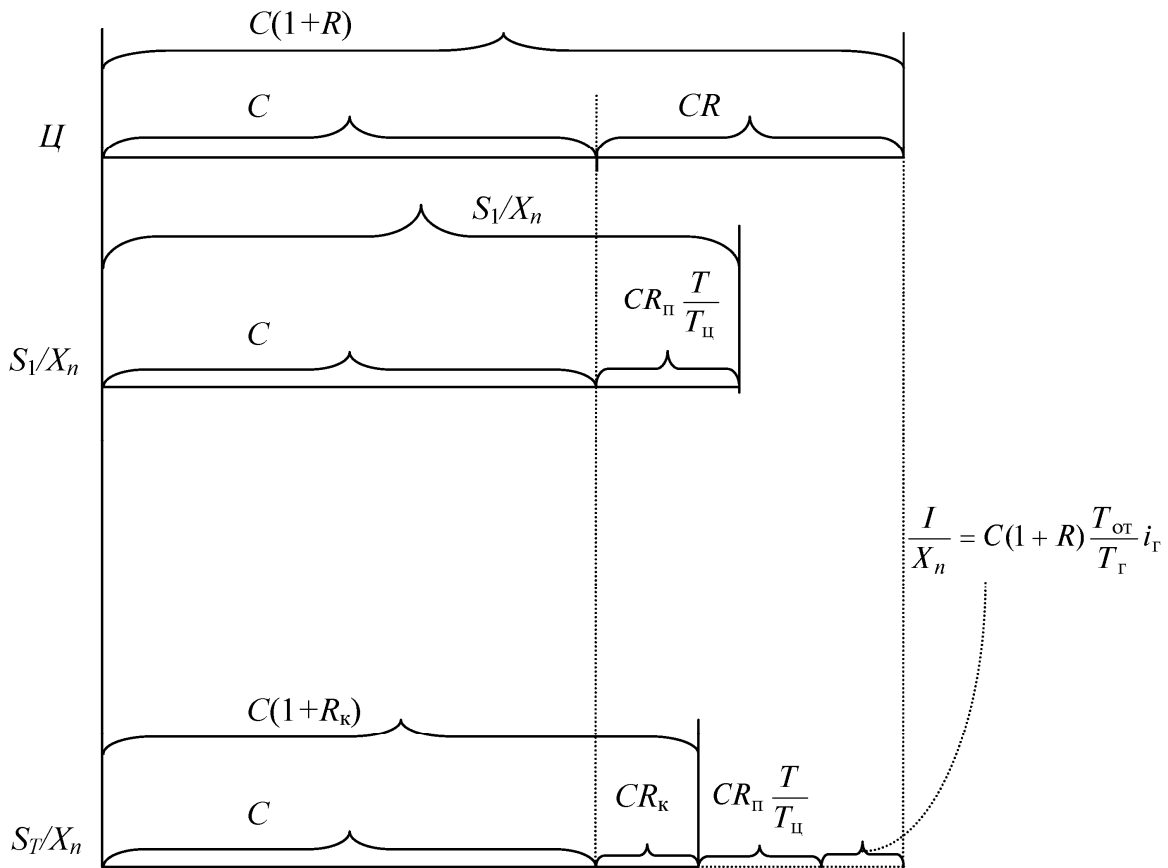 C(1+R)
C CR
Ц
S₁/Xₙ
CRₙ T/T_ц
C
S₁/Xₙ
I/Xₙ = C(1 + R) T_от/T_г i_г
C(1+R_к)
CR_к CR_п T/T_ц
C
S_T/Xₙ